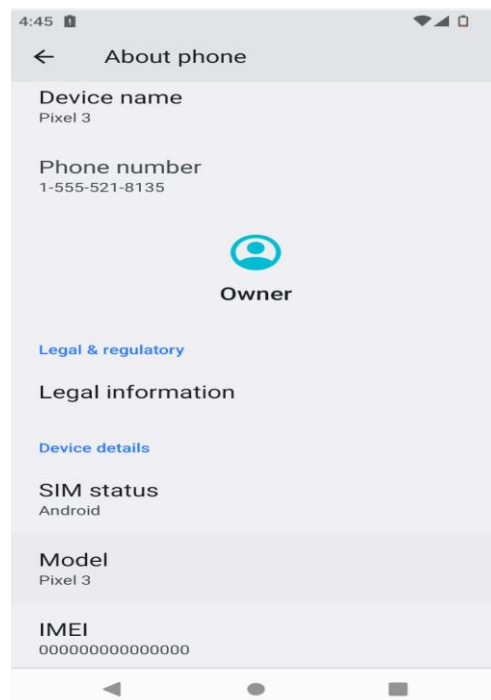 4:45
About phone
Device name
Pixel 3
Phone number
1-555-521-8135
Owner
Legal & regulatory
Legal information
Device details
SIM status
Android
Model
Pixel 3
IMEI
000000000000000